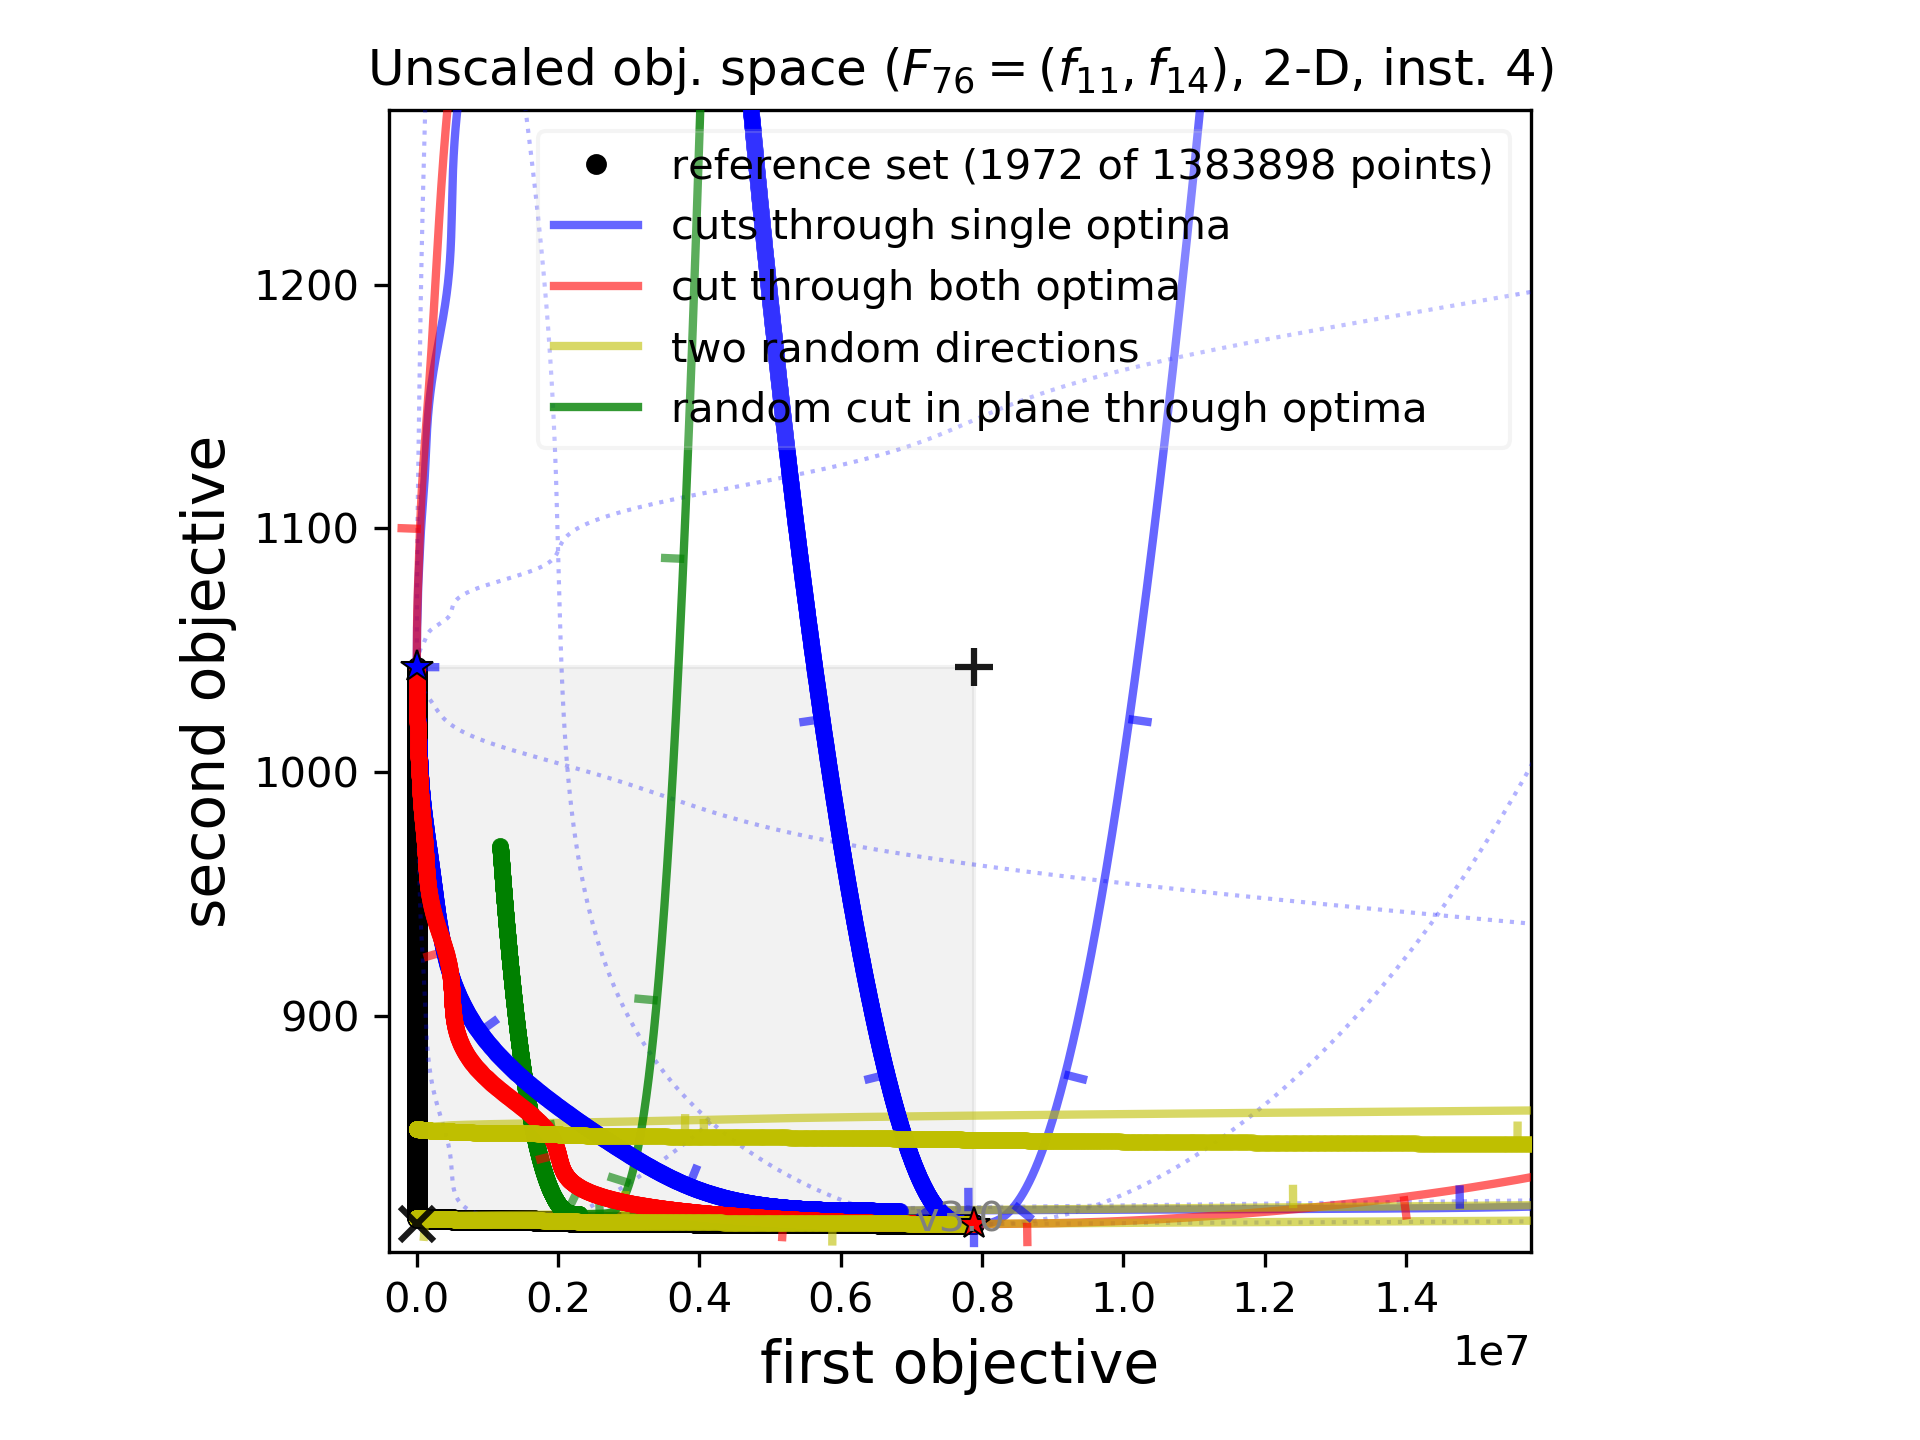 Unscaled obj. space (F₇₆ = (f₁₁, f₁₄), 2-D, inst. 4)
reference set (1972 of 1383898 points)
cuts through single optima
cut through both optima
two random directions
random cut in plane through optima
second objective
1200
1100
1000
900
0.0 0.2 0.4 0.6 0.8 1.0 1.2 1.4
1e7
first objective